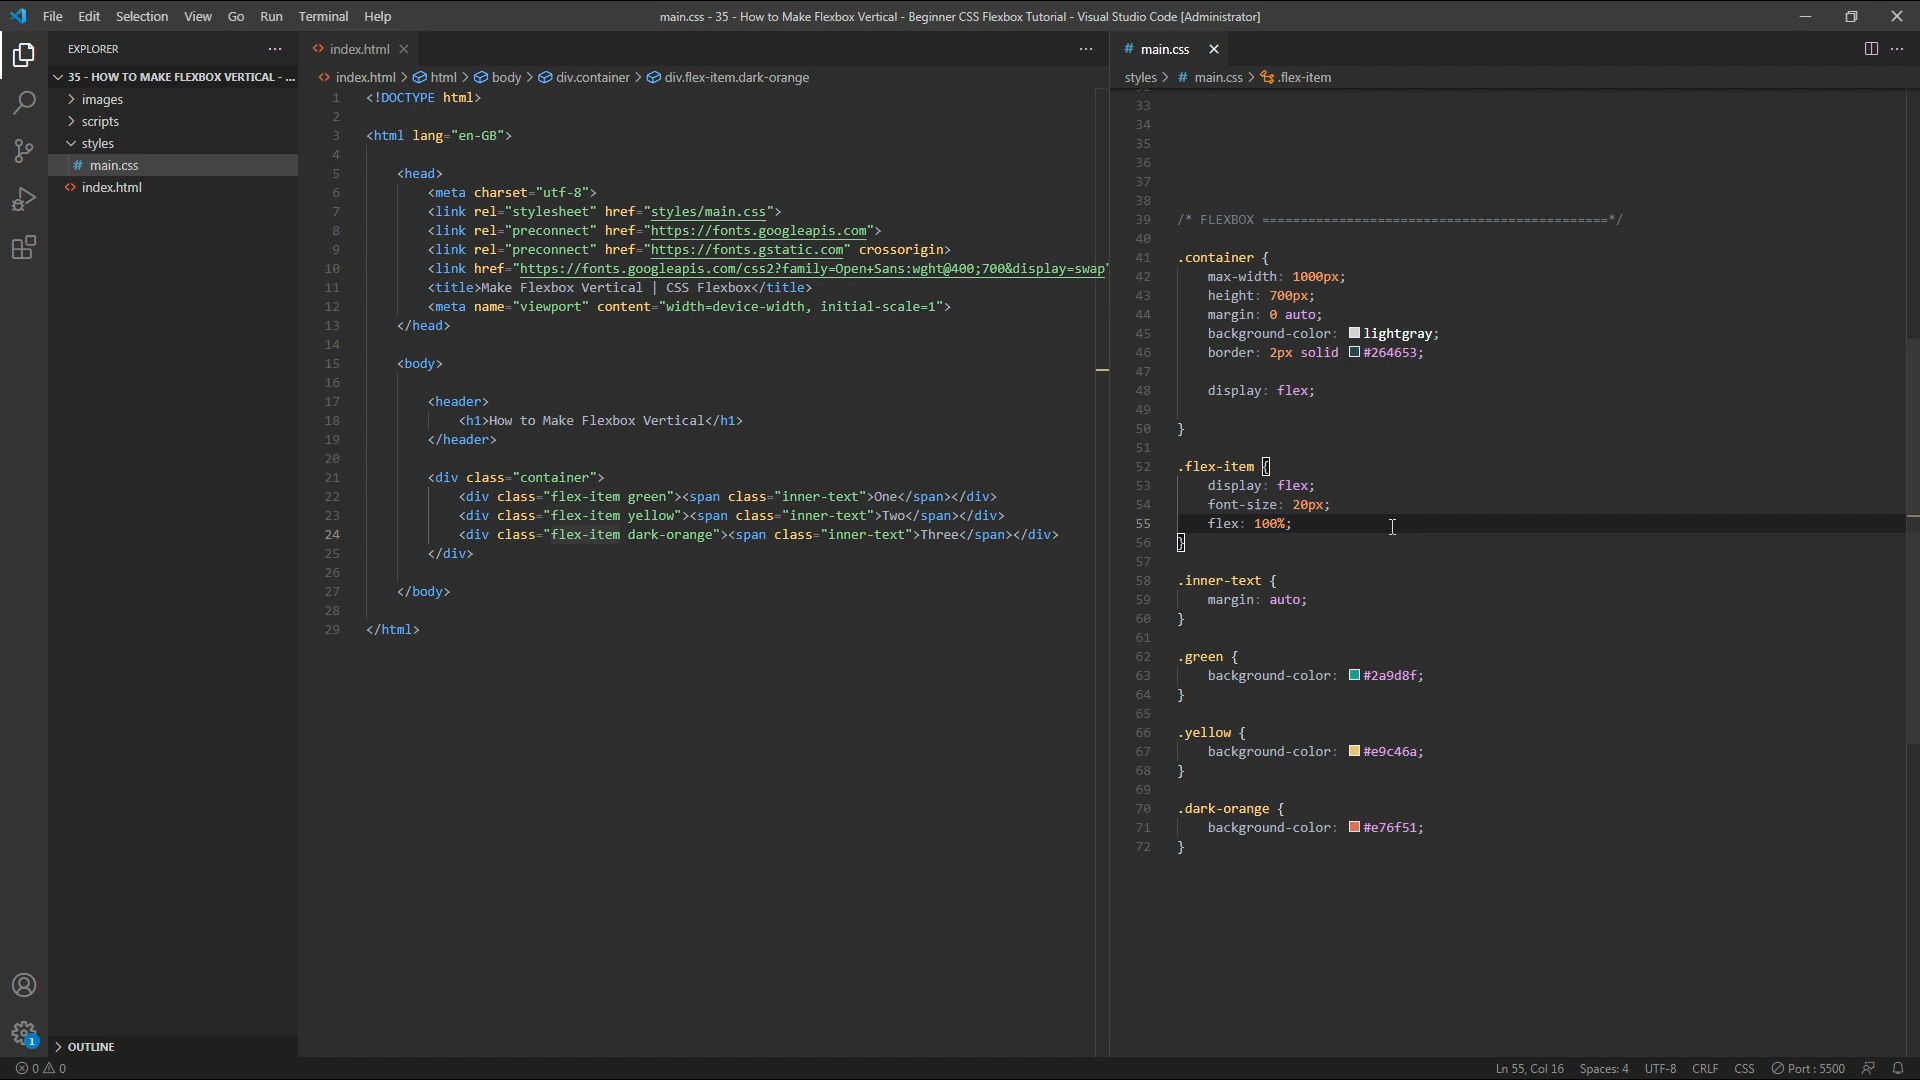 File Edit Selection View Go Run Terminal Help
main.css - 35 - How to Make Flexbox Vertical - Beginner CSS Flexbox Tutorial - Visual Studio Code [Administrator]
EXPLORER
35 - HOW TO MAKE FLEXBOX VERTICAL - ...
images
scripts
styles
# main.css
index.html
OUTLINE
index.html
index.html > html > body > div.container > div.flex-item.dark-orange
1 <!DOCTYPE html>
2
3 <html lang="en-GB">
4
5 <head>
6 <meta charset="utf-8">
7 <link rel="stylesheet" href="styles/main.css">
8 <link rel="preconnect" href="https://fonts.googleapis.com">
9 <link rel="preconnect" href="https://fonts.gstatic.com" crossorigin>
10 <link href="https://fonts.googleapis.com/css2?family=Open+Sans:wght@400;700&display=swap"
11 <title>Make Flexbox Vertical | CSS Flexbox</title>
12 <meta name="viewport" content="width=device-width, initial-scale=1">
13 </head>
14
15 <body>
16
17 <header>
18 <h1>How to Make Flexbox Vertical</h1>
19 </header>
20
21 <div class="container">
22 <div class="flex-item green"><span class="inner-text">One</span></div>
23 <div class="flex-item yellow"><span class="inner-text">Two</span></div>
24 <div class="flex-item dark-orange"><span class="inner-text">Three</span></div>
25 </div>
26
27 </body>
28
29 </html>
# main.css
styles > # main.css > .flex-item
32
33
34
35
36
37
38
39 /* FLEXBOX =============================================*/
40
41 .container {
42 max-width: 1000px;
43 height: 700px;
44 margin: 0 auto;
45 background-color: lightgray;
46 border: 2px solid #264653;
47
48 display: flex;
49
50 }
51
52 .flex-item {
53 display: flex;
54 font-size: 20px;
55 flex: 100%;
56 }
57
58 .inner-text {
59 margin: auto;
60 }
61
62 .green {
63 background-color: #2a9d8f;
64 }
65
66 .yellow {
67 background-color: #e9c46a;
68 }
69
70 .dark-orange {
71 background-color: #e76f51;
72 }
1
0 0
Ln 55, Col 16 Spaces: 4 UTF-8 CRLF CSS Port : 5500